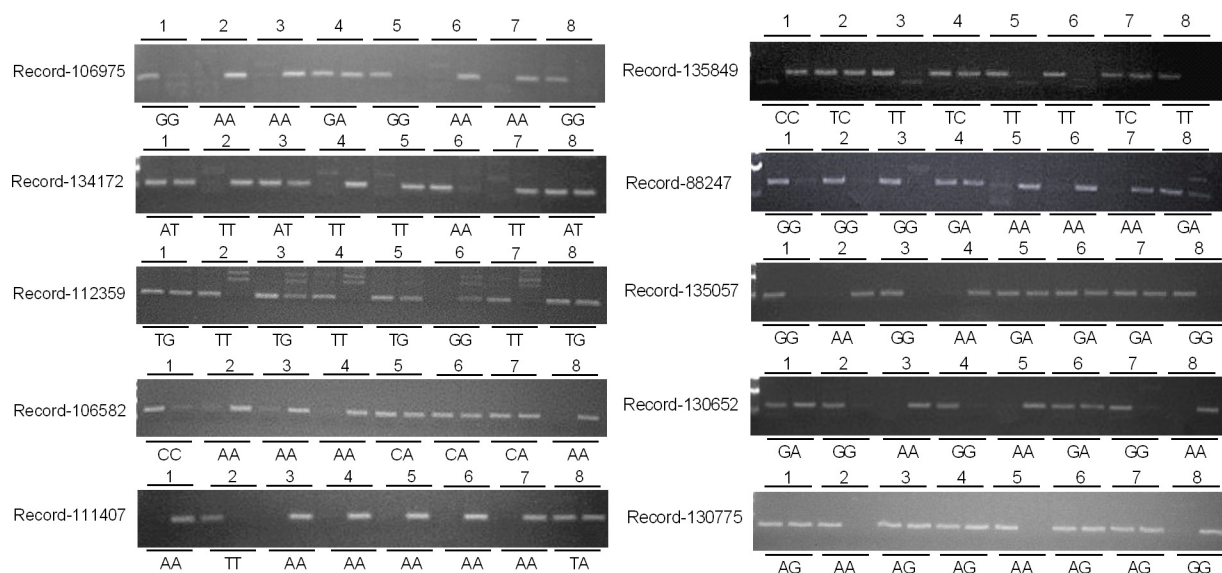 1 2 3 4 5 6 7 8
Record-106975
GG AA AA GA GG AA AA GG
1 2 3 4 5 6 7 8
Record-134172
AT TT AT TT TT AA TT AT
1 2 3 4 5 6 7 8
Record-112359
TG TT TG TT TG GG TT TG
1 2 3 4 5 6 7 8
Record-106582
CC AA AA AA CA CA CA AA
1 2 3 4 5 6 7 8
Record-111407
AA TT AA AA AA AA AA TA
1 2 3 4 5 6 7 8
Record-135849
CC TC TT TC TT TT TC TT
1 2 3 4 5 6 7 8
Record-88247
GG GG GG GA AA AA AA GA
1 2 3 4 5 6 7 8
Record-135057
GG AA GG AA GA GA GA GG
1 2 3 4 5 6 7 8
Record-130652
GA GG AA GG AA GA GG AA
1 2 3 4 5 6 7 8
Record-130775
AG AA AG AG AA AG AG GG